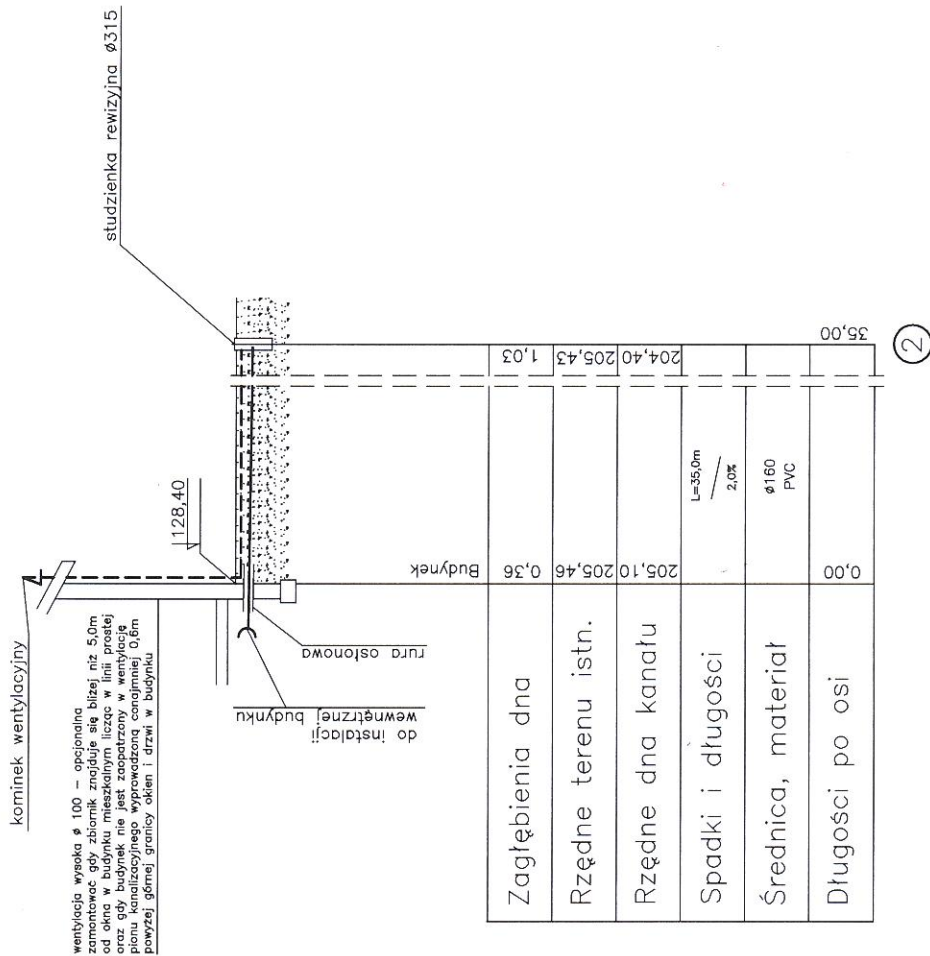 kominek wentylacyjny
studzienka rewizyjna ø315
wentylacja wysoka ø 100 – opcjonalna
zamontować gdy zbiornik znajduje się bliżej niż 5,0m
od okna w budynku mieszkalnym licząc w linii prostej
oraz gdy budynek nie jest zaopatrzony w wentylację
pionu kanalizacyjnego wyprowadzoną conajmniej 0,6m
powyżej górnej granicy okien i drzwi w budynku
128,40
rura osłonowa
do instalacji
wewnętrznej budynku
Budynek
Zagłębienia dna
0,36
1,03
Rzędne terenu istn.
205,46
205,43
Rzędne dna kanału
205,10
204,40
Spadki i długości
L=35,0m
2,0%
Średnica, materiał
ø160
PVC
Długości po osi
0,00
35,00
2